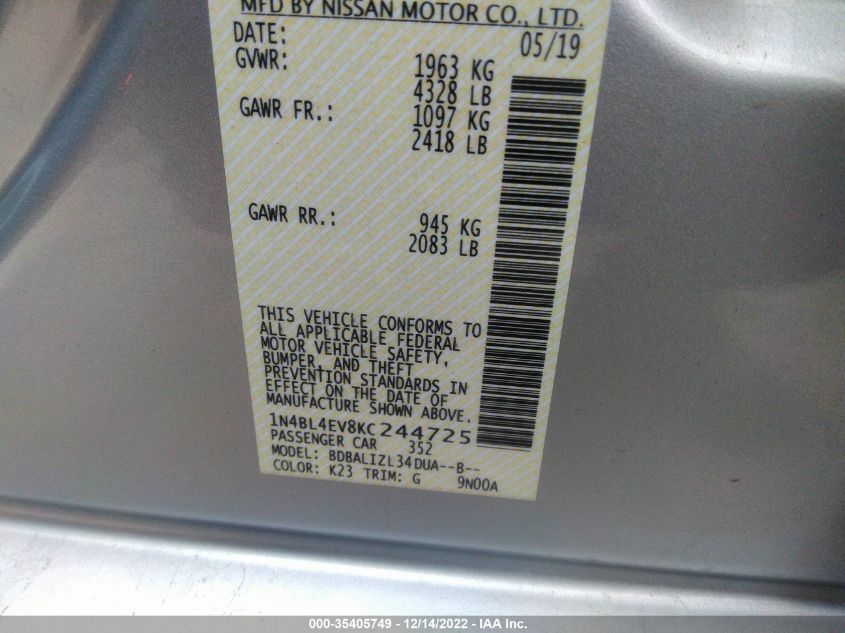 MFD BY NISSAN MOTOR CO., LTD.
DATE: 05/19
GVWR: 1963 KG
4328 LB
GAWR FR.: 1097 KG
2418 LB
GAWR RR.: 945 KG
2083 LB
THIS VEHICLE CONFORMS TO
ALL APPLICABLE FEDERAL
MOTOR VEHICLE SAFETY,
BUMPER, AND THEFT
PREVENTION STANDARDS IN
EFFECT ON THE DATE OF
MANUFACTURE SHOWN ABOVE.
1N4BL4EV8KC244725
PASSENGER CAR 352
MODEL: BDBALIZL34DUA--B--
COLOR: K23 TRIM: G 9N00A
000-35405749 - 12/14/2022 - IAA Inc.